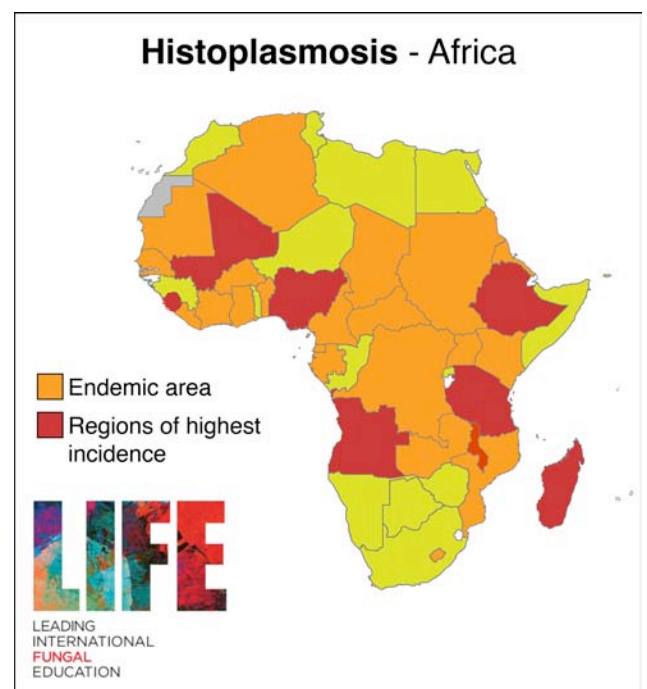 Histoplasmosis - Africa
Endemic area
Regions of highest
incidence
LIFE
LEADING
INTERNATIONAL
FUNGAL
EDUCATION